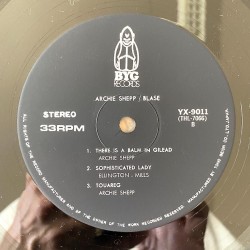 BYG
RECORDS
ARCHIE SHEPP / BLASE
STEREO
33RPM
YX-9011
(THL-7066)
B
1. THERE IS A BALM IN GILEAD
ARCHIE SHEPP
2. SOPHISTICATED LADY
ELLINGTON - MILLS
3. TOUAREG
ARCHIE SHEPP